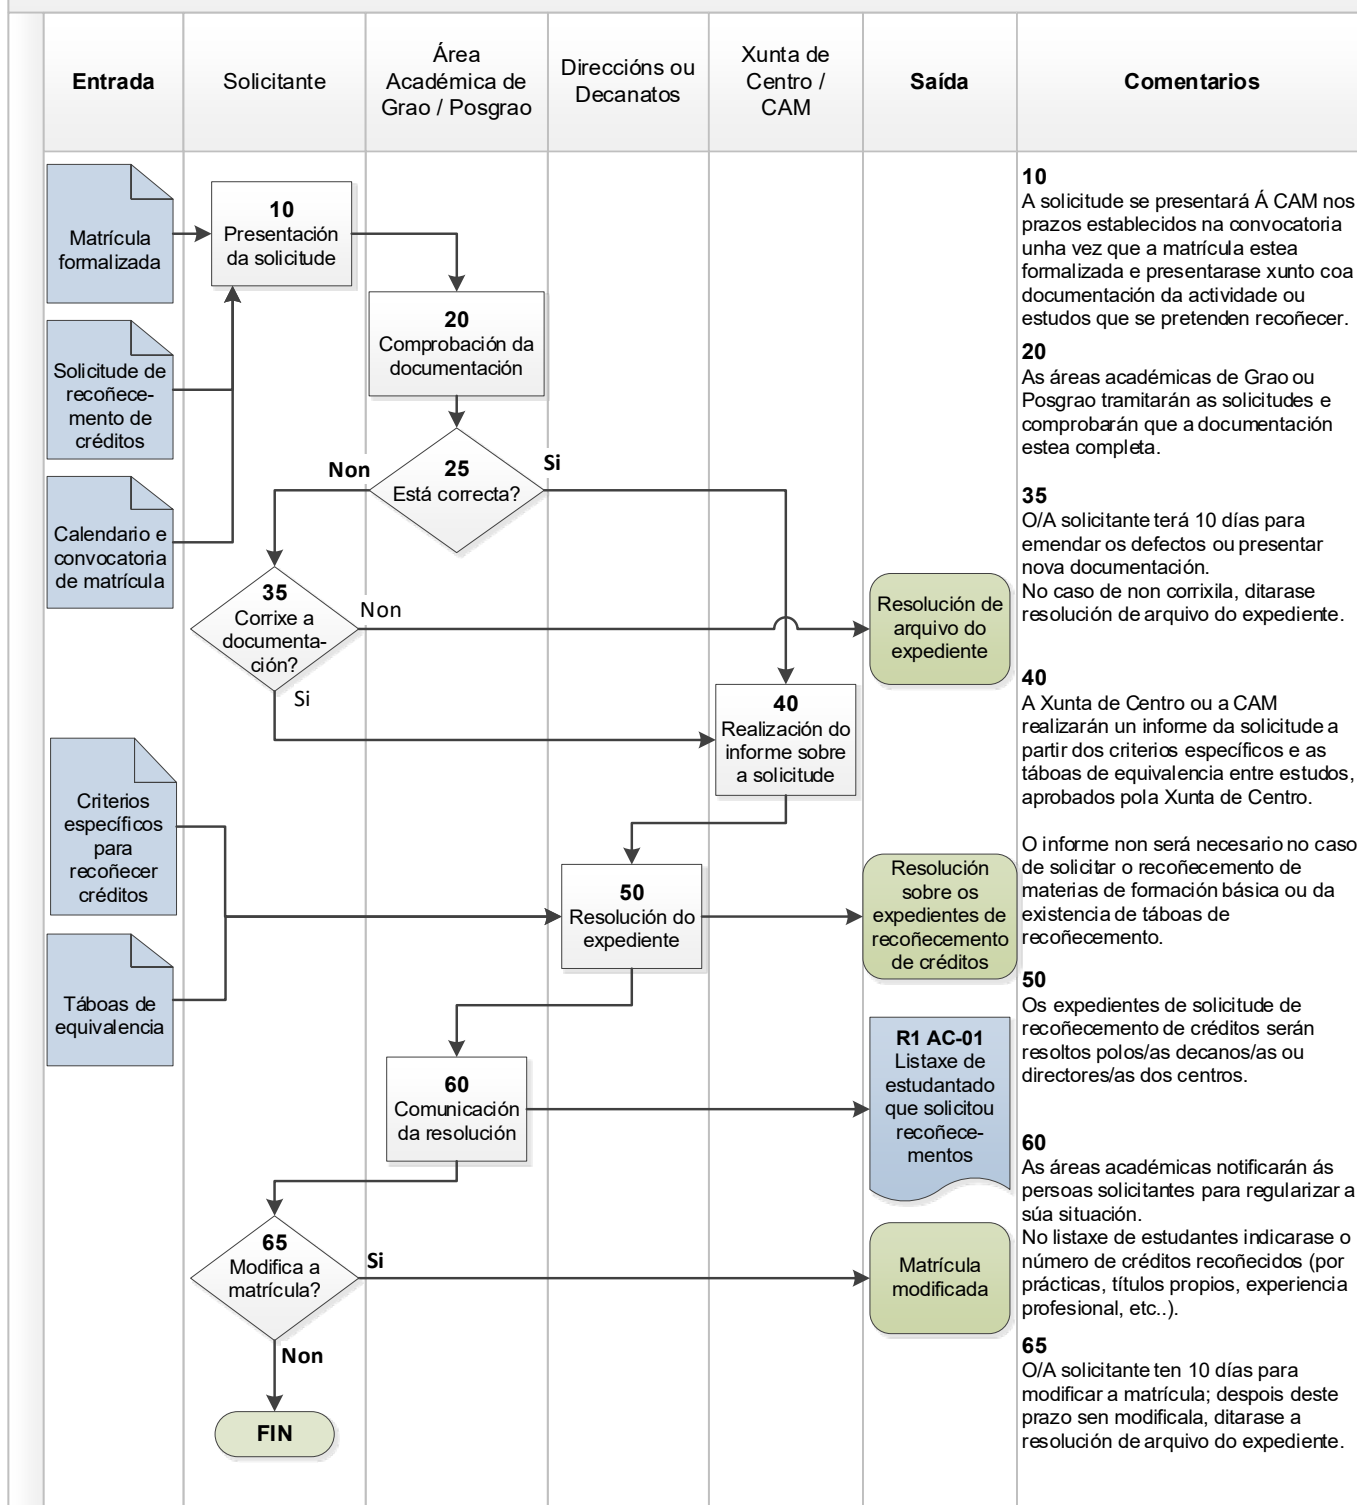 Entrada
Solicitante
Área
Académica de
Grao / Posgrao
Direccións ou
Decanatos
Xunta de
Centro /
CAM
Saída
Comentarios
Matrícula
formalizada
Solicitude de
recoñece-
mento de
créditos
Calendario e
convocatoria
de matrícula
10
Presentación
da solicitude
20
Comprobación da
documentación
25
Está correcta?
Non
Si
35
Corrixe a
documenta-
ción?
Non
Si
Resolución de
arquivo do
expediente
40
Realización do
informe sobre
a solicitude
Criterios
específicos
para
recoñecer
créditos
Táboas de
equivalencia
50
Resolución do
expediente
Resolución
sobre os
expedientes de
recoñecemento
de créditos
60
Comunicación
da resolución
R1 AC-01
Listaxe de
estudantado
que solicitou
recoñece-
mentos
65
Modifica a
matrícula?
Si
Non
Matrícula
modificada
FIN
10
A solicitude se presentará Á CAM nos
prazos establecidos na convocatoria
unha vez que a matrícula estea
formalizada e presentarase xunto coa
documentación da actividade ou
estudos que se pretenden recoñecer.
20
As áreas académicas de Grao ou
Posgrao tramitarán as solicitudes e
comprobarán que a documentación
estea completa.
35
O/A solicitante terá 10 días para
emendar os defectos ou presentar
nova documentación.
No caso de non corrixila, ditarase
resolución de arquivo do expediente.
40
A Xunta de Centro ou a CAM
realizarán un informe da solicitude a
partir dos criterios específicos e as
táboas de equivalencia entre estudos,
aprobados pola Xunta de Centro.
O informe non será necesario no caso
de solicitar o recoñecemento de
materias de formación básica ou da
existencia de táboas de
recoñecemento.
50
Os expedientes de solicitude de
recoñecemento de créditos serán
resoltos polos/as decanos/as ou
directores/as dos centros.
60
As áreas académicas notificarán ás
persoas solicitantes para regularizar a
súa situación.
No listaxe de estudantes indicarase o
número de créditos recoñecidos (por
prácticas, títulos propios, experiencia
profesional, etc..).
65
O/A solicitante ten 10 días para
modificar a matrícula; despois deste
prazo sen modificala, ditarase a
resolución de arquivo do expediente.